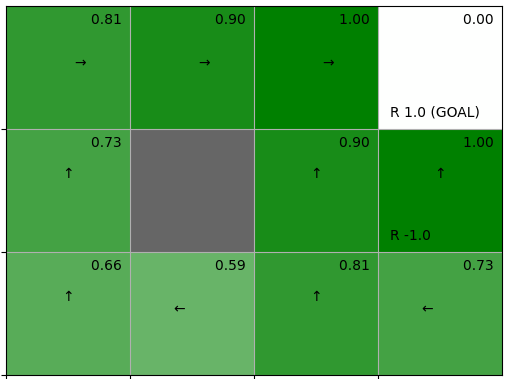 0.81 0.90 1.00 0.00
→ → →
R 1.0 (GOAL)
0.73 0.90 1.00
↑ ↑ ↑
R -1.0
0.66 0.59 0.81 0.73
↑ ← ↑ ←